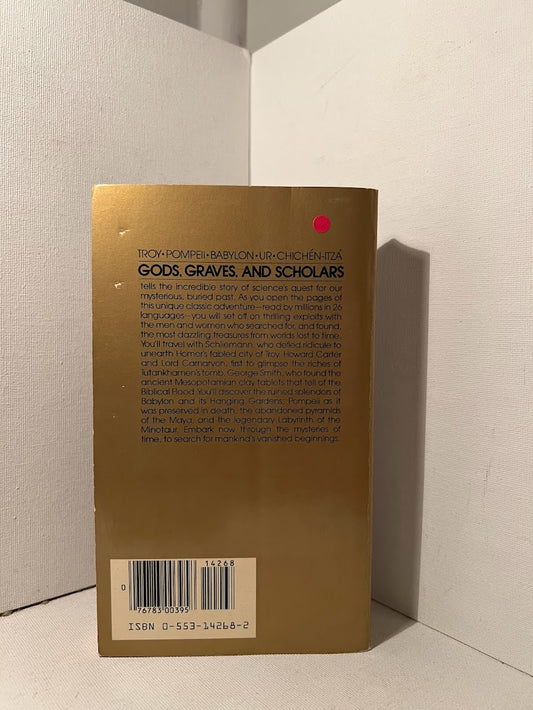 TROY•POMPEII•BABYLON•UR•CHICHÉN-ITZÁ
GODS, GRAVES, AND SCHOLARS
tells the incredible story of science's quest for our
mysterious, buried past. As you open the pages of
this unique classic adventure—read by millions in 26
languages—you will set off on thrilling exploits with
the men and women who searched for, and found,
the most dazzling treasures from worlds lost to time.
You'll travel with Schliemann, who defied ridicule to
unearth Homer's fabled city of Troy, Howard Carter
and Lord Carnarvon, first to glimpse the riches of
Tutankhamen's tomb, George Smith, who found the
ancient Mesopotamian clay tablets that tell of the
Biblical Flood. You'll discover the ruined splendors of
Babylon and its Hanging Gardens, Pompeii as it
was preserved in death, the abandoned pyramids
of the Maya, and the legendary Labyrinth of the
Minotaur. Embark now through the mysteries of
time, to search for mankind's vanished beginnings.
14268
0
76783 00395
ISBN 0-553-14268-2